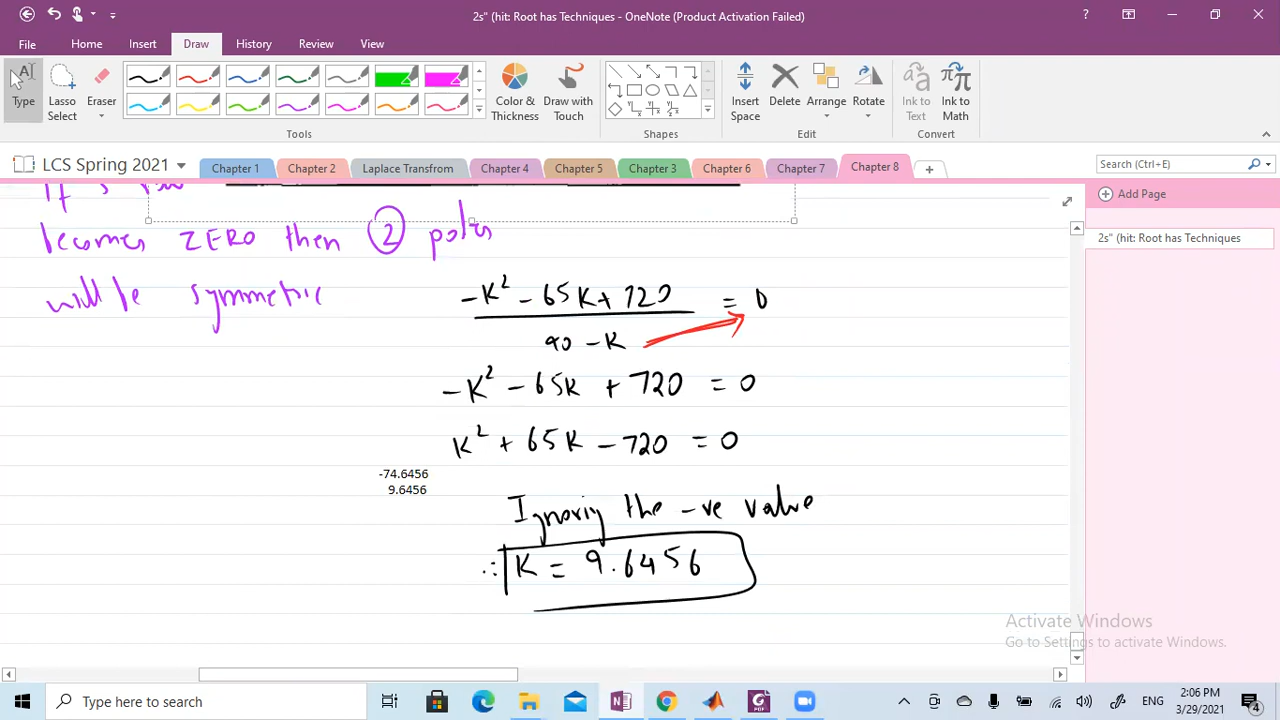 2s" (hit: Root has Techniques - OneNote (Product Activation Failed)
File Home Insert Draw History Review View
Type Lasso Select Eraser Color & Thickness Draw with Touch Insert Space Delete Arrange Rotate Ink to Text Ink to Math
Tools Shapes Edit Convert
LCS Spring 2021 Chapter 1 Chapter 2 Laplace Transfrom Chapter 4 Chapter 5 Chapter 3 Chapter 6 Chapter 7 Chapter 8 Search (Ctrl+E)
Add Page
2s" (hit: Root has Techniques
becomes ZERO then 2 poles
will be symmetric
-K² - 65K + 720 = 0
90 - K
-K² - 65K + 720 = 0
K² + 65K - 720 = 0
-74.6456
9.6456
Ignoring the -ve value
∴ K = 9.6456
Activate Windows
Go to Settings to activate Windows.
Type here to search
ENG
2:06 PM
3/29/2021
4